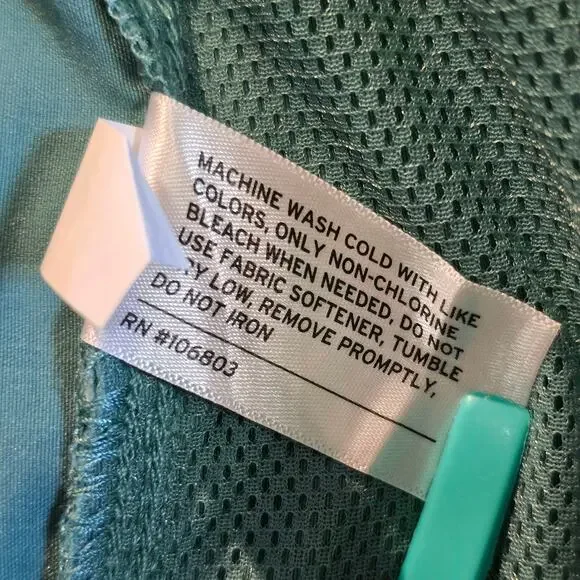 MACHINE WASH COLD WITH LIKE
COLORS, ONLY NON-CHLORINE
BLEACH WHEN NEEDED, DO NOT
USE FABRIC SOFTENER, TUMBLE
LOW, REMOVE PROMPTLY,
DO NOT IRON
RN #106803